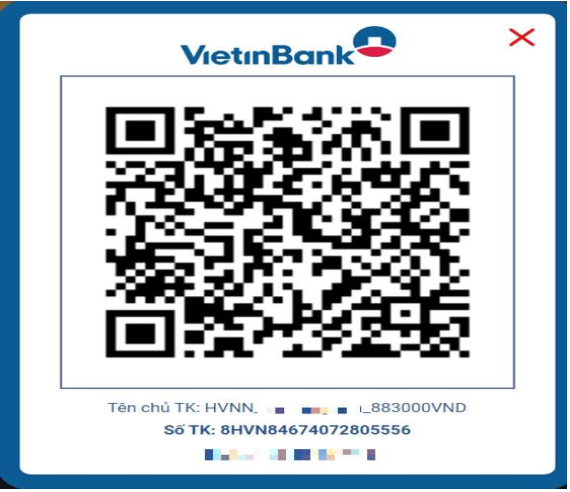 VietinBank
Tên chủ TK: HVNN_ _883000VND
Số TK: 8HVN84674072805556